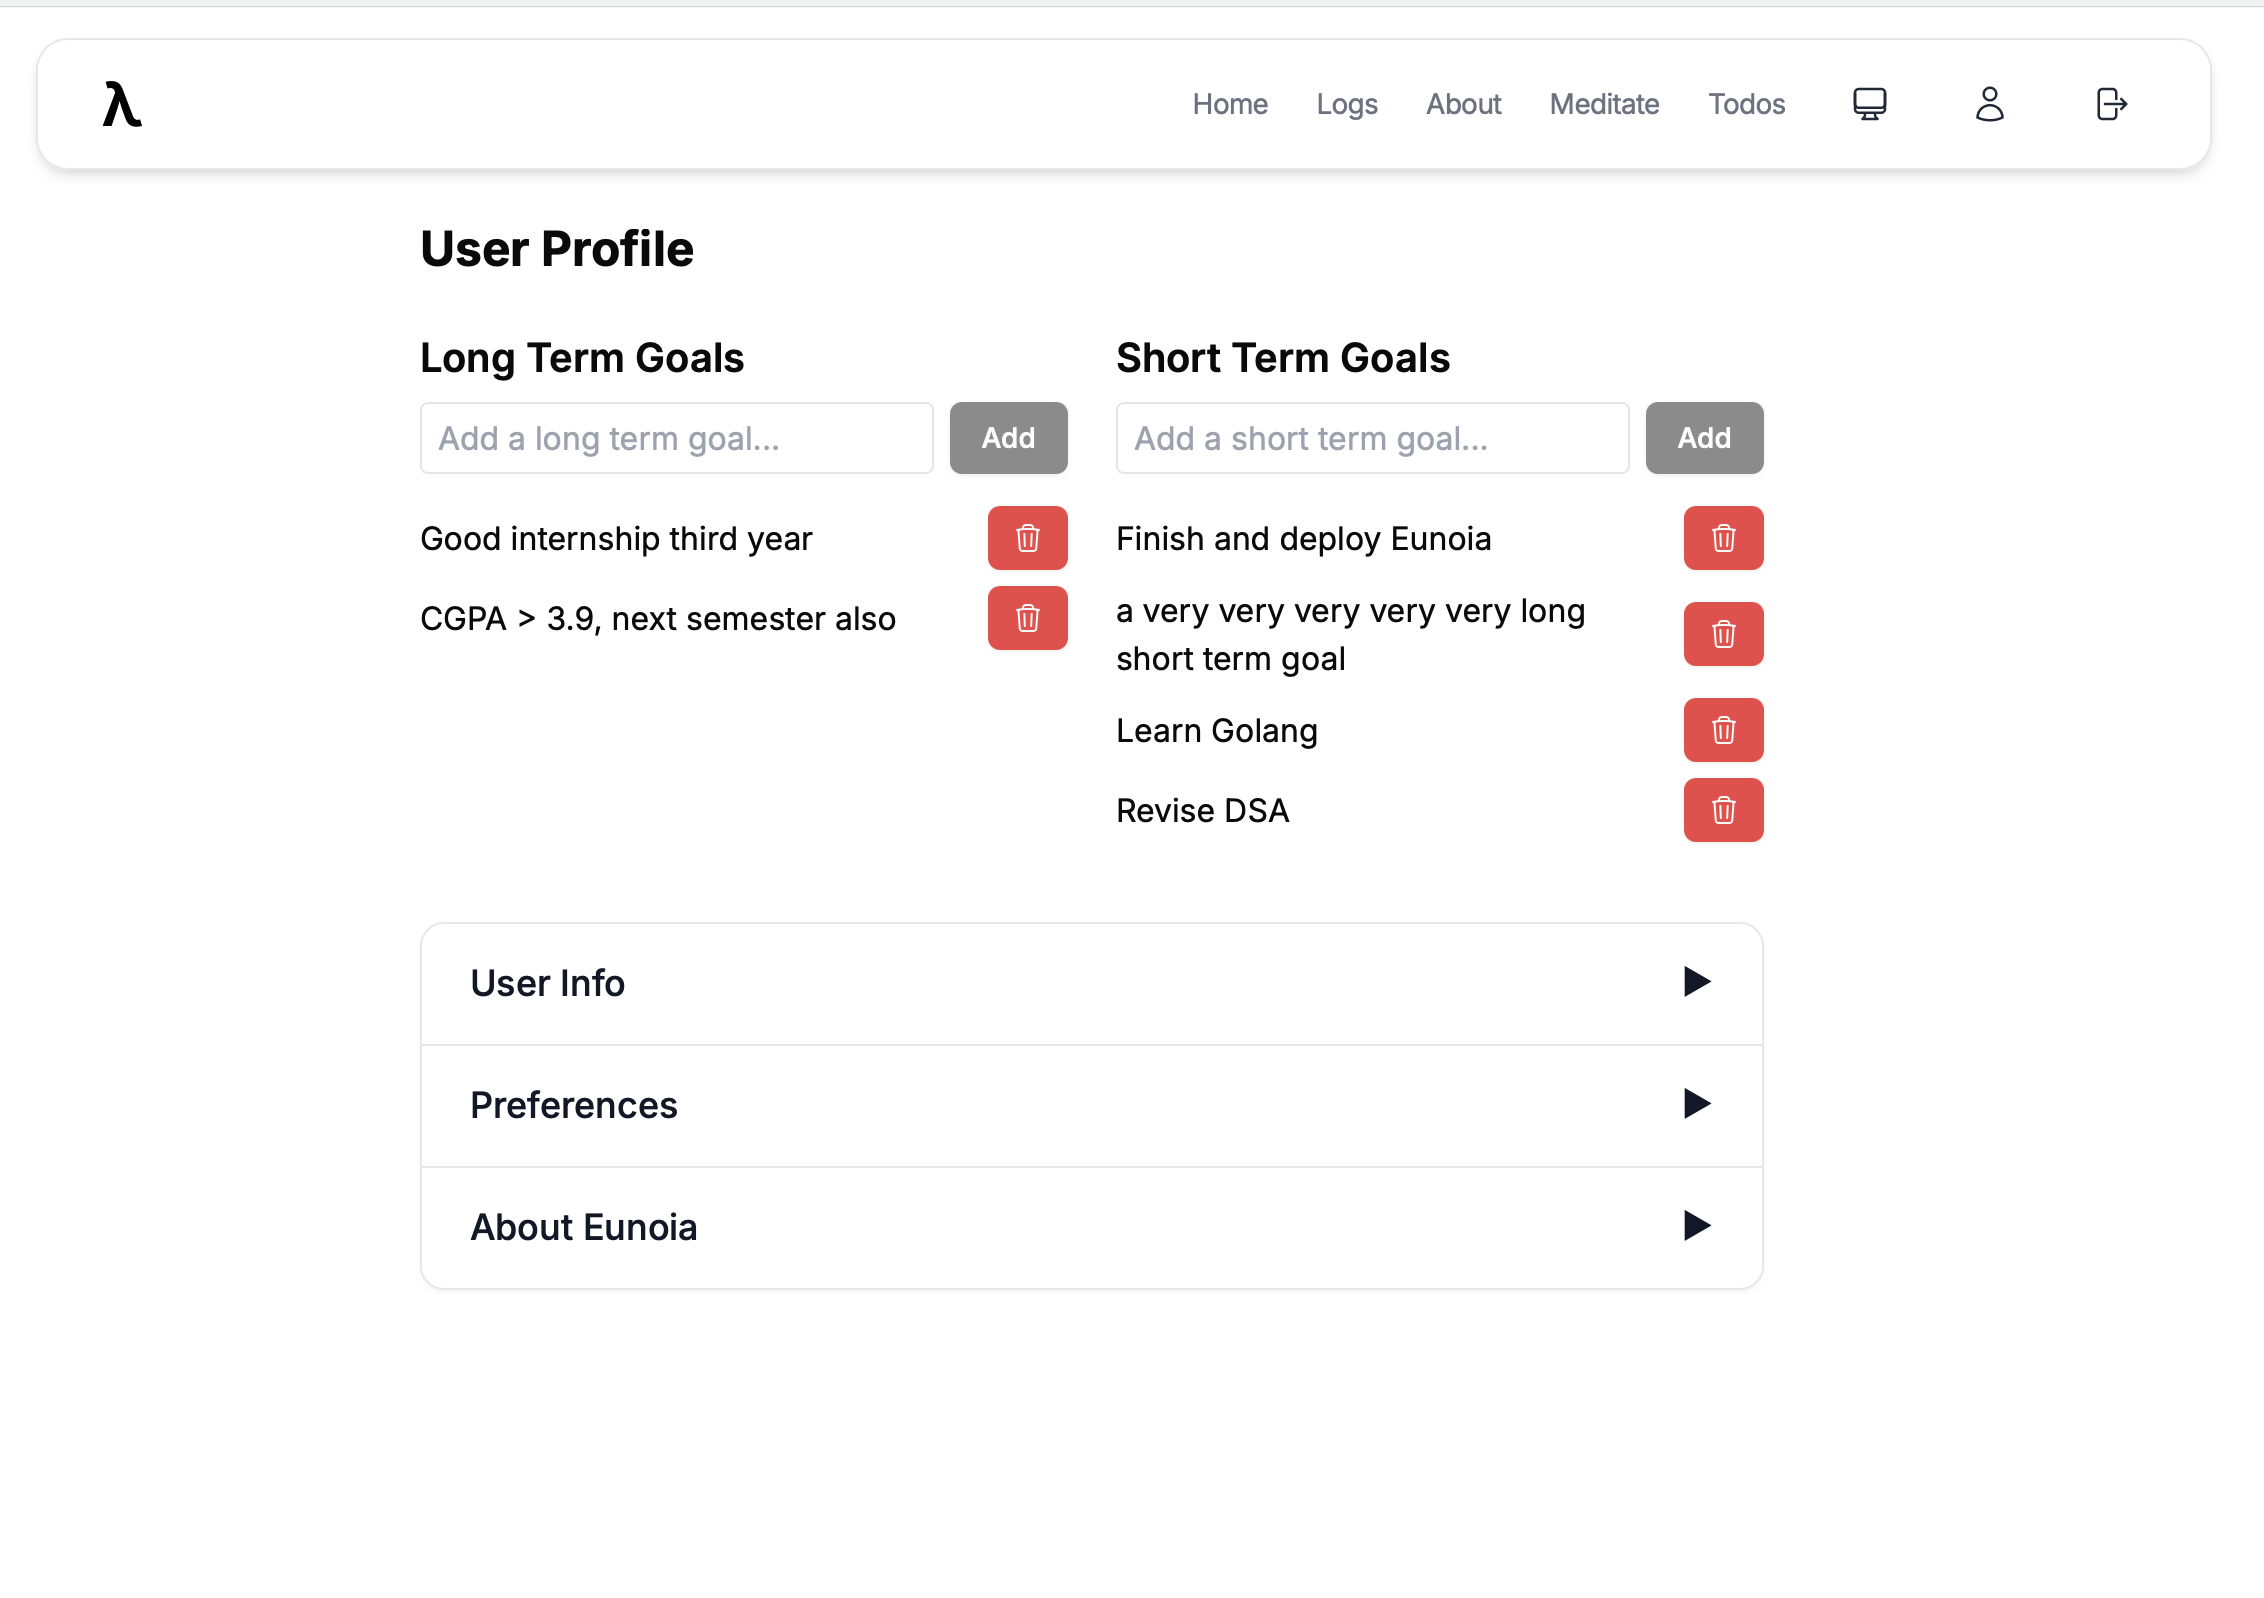 λ
Home Logs About Meditate Todos
User Profile
Long Term Goals
Add a long term goal...
Add
Good internship third year
CGPA > 3.9, next semester also
Short Term Goals
Add a short term goal...
Add
Finish and deploy Eunoia
a very very very very very long
short term goal
Learn Golang
Revise DSA
User Info
Preferences
About Eunoia